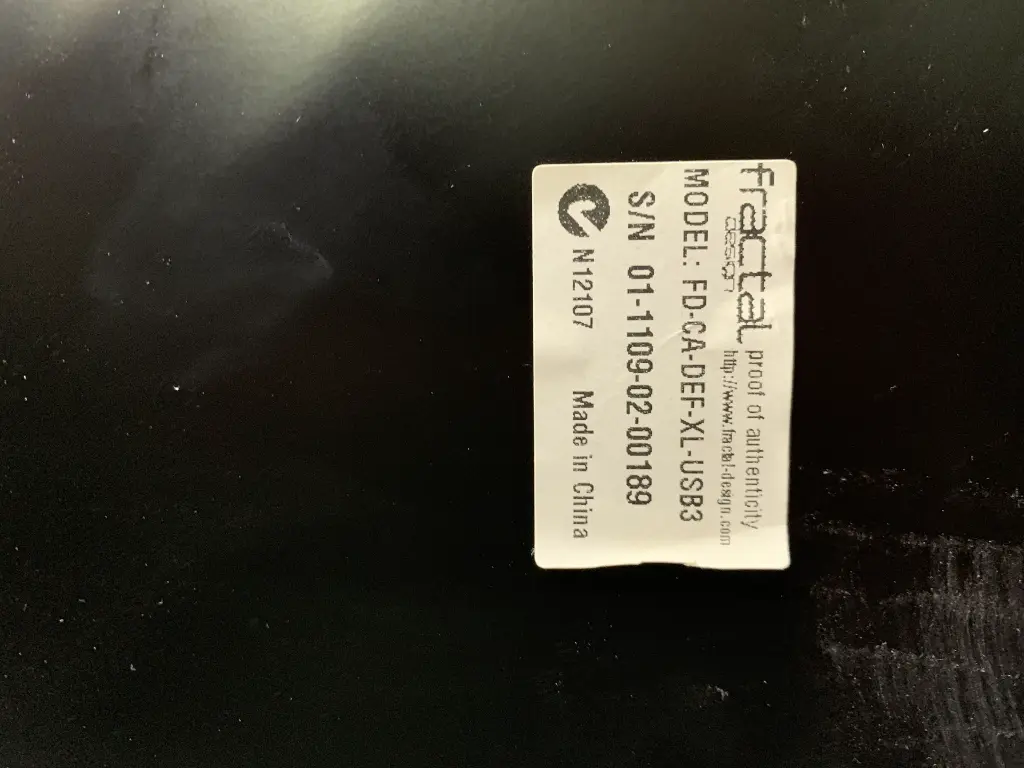 fractal proof of authenticity
design http://www.fractal-design.com
MODEL: FD-CA-DEF-XL-USB3
S/N 01-1109-02-00189
N12107 Made in China